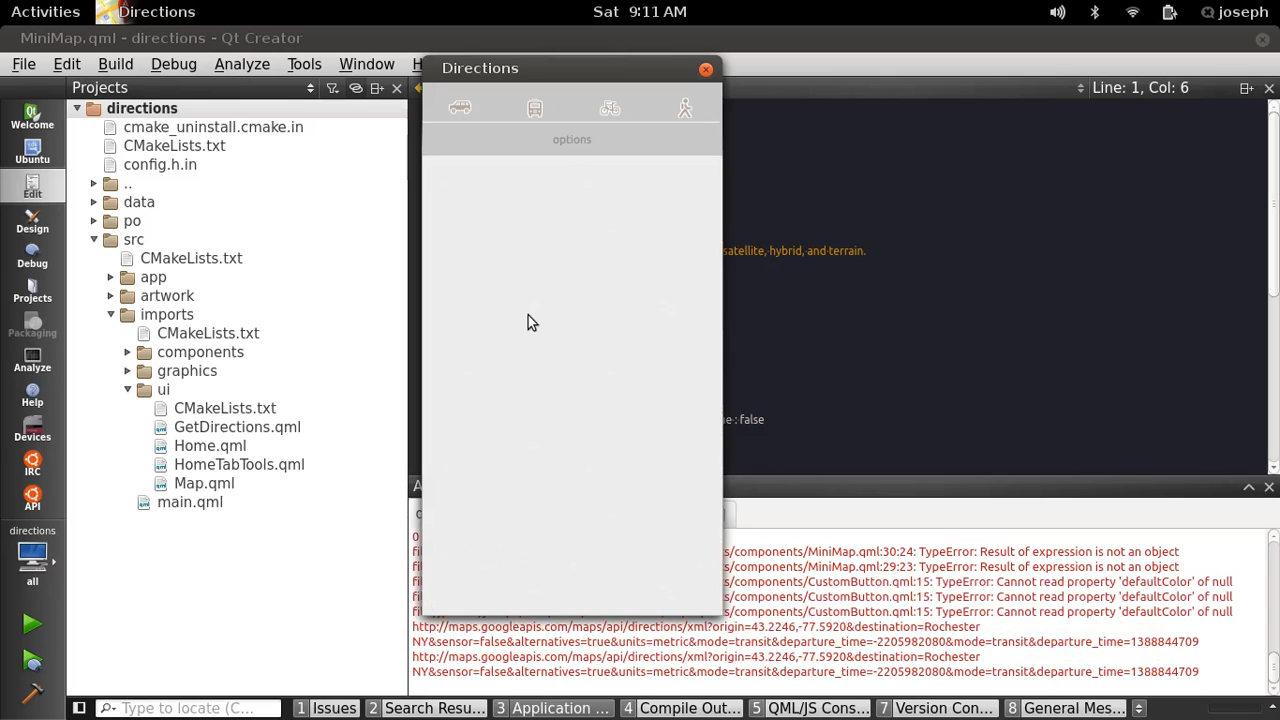 Activities
Directions
Sat 9:11 AM
joseph
MiniMap.qml - directions - Qt Creator
File Edit Build Debug Analyze Tools Window
Projects
Line: 1, Col: 6
Welcome
Ubuntu
Edit
Design
Debug
Projects
Packaging
Analyze
Help
Devices
IRC
API
directions
all
directions
cmake_uninstall.cmake.in
CMakeLists.txt
config.h.in
..
data
po
src
CMakeLists.txt
app
artwork
imports
CMakeLists.txt
components
graphics
ui
CMakeLists.txt
GetDirections.qml
Home.qml
HomeTabTools.qml
Map.qml
main.qml
Directions
options
satellite, hybrid, and terrain.
: false
s/components/MiniMap.qml:30:24: TypeError: Result of expression is not an object
s/components/MiniMap.qml:29:23: TypeError: Result of expression is not an object
s/components/CustomButton.qml:15: TypeError: Cannot read property 'defaultColor' of null
s/components/CustomButton.qml:15: TypeError: Cannot read property 'defaultColor' of null
s/components/CustomButton.qml:15: TypeError: Cannot read property 'defaultColor' of null
http://maps.googleapis.com/maps/api/directions/xml?origin=43.2246,-77.5920&destination=Rochester
NY&sensor=false&alternatives=true&units=metric&mode=transit&departure_time=-2205982080&mode=transit&departure_time=1388844709
http://maps.googleapis.com/maps/api/directions/xml?origin=43.2246,-77.5920&destination=Rochester
NY&sensor=false&alternatives=true&units=metric&mode=transit&departure_time=-2205982080&mode=transit&departure_time=1388844709
Type to locate (C...
1 Issues
2 Search Resu...
3 Application ...
4 Compile Out...
5 QML/JS Cons...
7 Version Con...
8 General Mes...